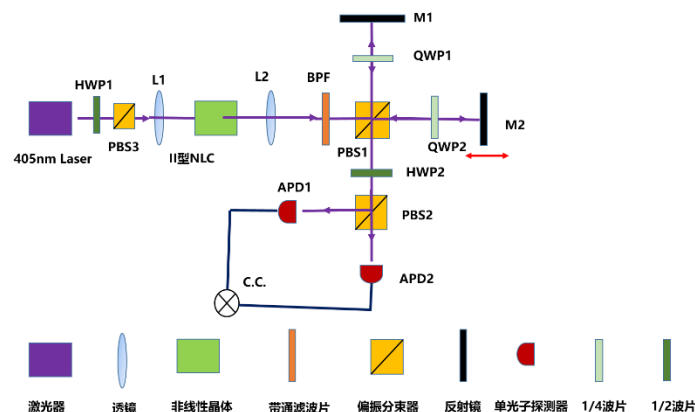 M1
QWP1
HWP1
L1
L2
BPF
M2
PBS3
PBS1
QWP2
405nm Laser
II型NLC
HWP2
APD1
PBS2
APD2
C.C.
激光器
透镜
非线性晶体
带通滤波片
偏振分束器
反射镜
单光子探测器
1/4波片
1/2波片